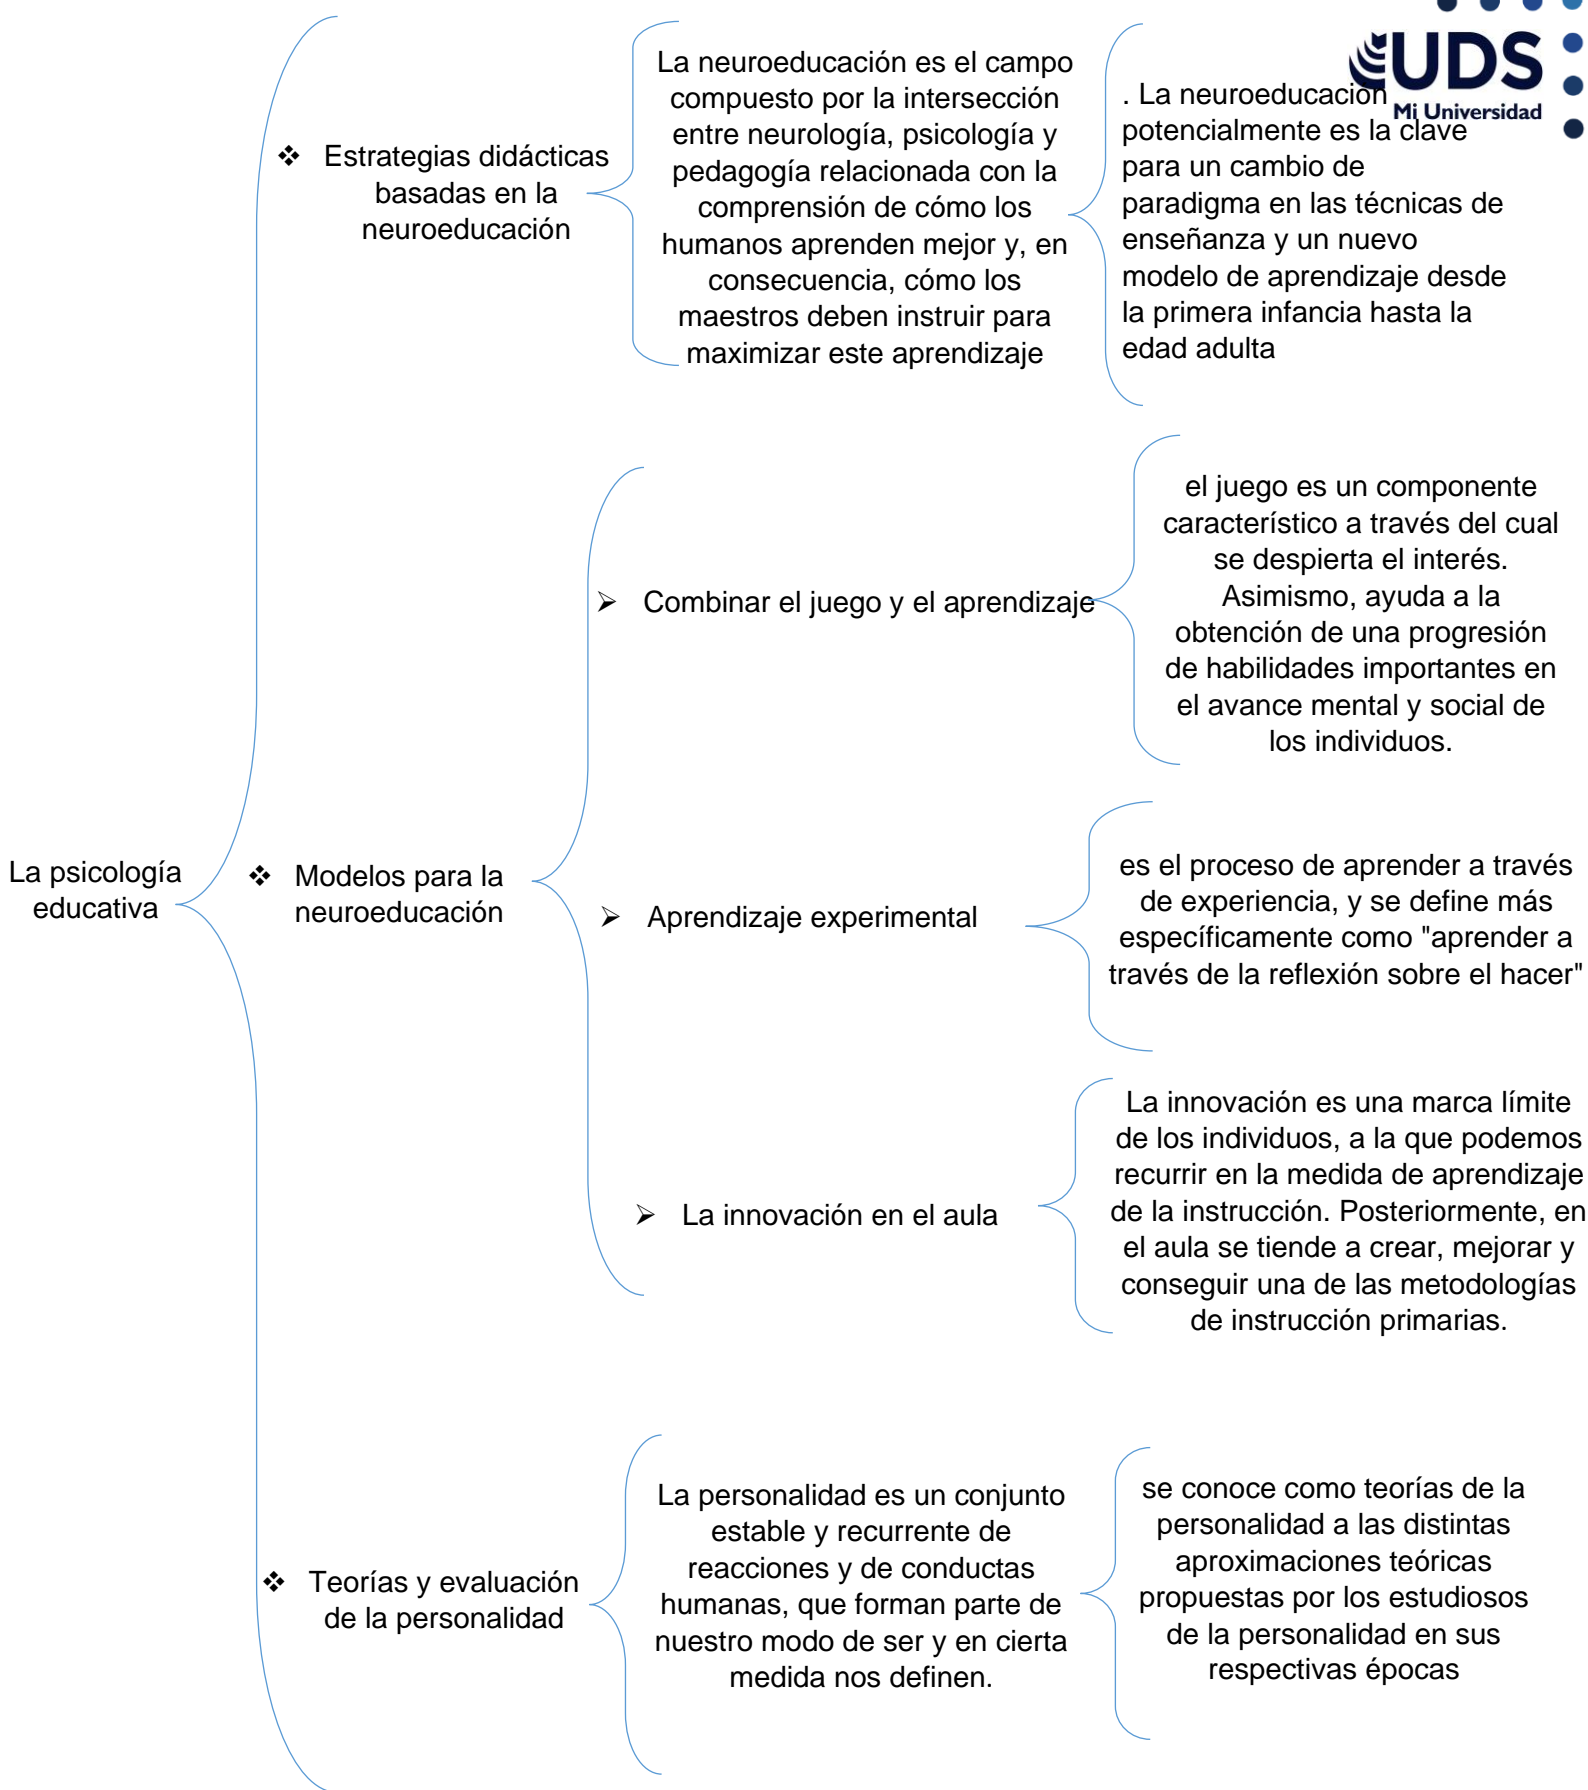 UDS
Mi Universidad
La psicología
educativa
❖ Estrategias didácticas
basadas en la
neuroeducación
La neuroeducación es el campo
compuesto por la intersección
entre neurología, psicología y
pedagogía relacionada con la
comprensión de cómo los
humanos aprenden mejor y, en
consecuencia, cómo los
maestros deben instruir para
maximizar este aprendizaje
. La neuroeducación
potencialmente es la clave
para un cambio de
paradigma en las técnicas de
enseñanza y un nuevo
modelo de aprendizaje desde
la primera infancia hasta la
edad adulta
❖ Modelos para la
neuroeducación
➢ Combinar el juego y el aprendizaje
el juego es un componente
característico a través del cual
se despierta el interés.
Asimismo, ayuda a la
obtención de una progresión
de habilidades importantes en
el avance mental y social de
los individuos.
➢ Aprendizaje experimental
es el proceso de aprender a través
de experiencia, y se define más
específicamente como "aprender a
través de la reflexión sobre el hacer"
➢ La innovación en el aula
La innovación es una marca límite
de los individuos, a la que podemos
recurrir en la medida de aprendizaje
de la instrucción. Posteriormente, en
el aula se tiende a crear, mejorar y
conseguir una de las metodologías
de instrucción primarias.
❖ Teorías y evaluación
de la personalidad
La personalidad es un conjunto
estable y recurrente de
reacciones y de conductas
humanas, que forman parte de
nuestro modo de ser y en cierta
medida nos definen.
se conoce como teorías de la
personalidad a las distintas
aproximaciones teóricas
propuestas por los estudiosos
de la personalidad en sus
respectivas épocas